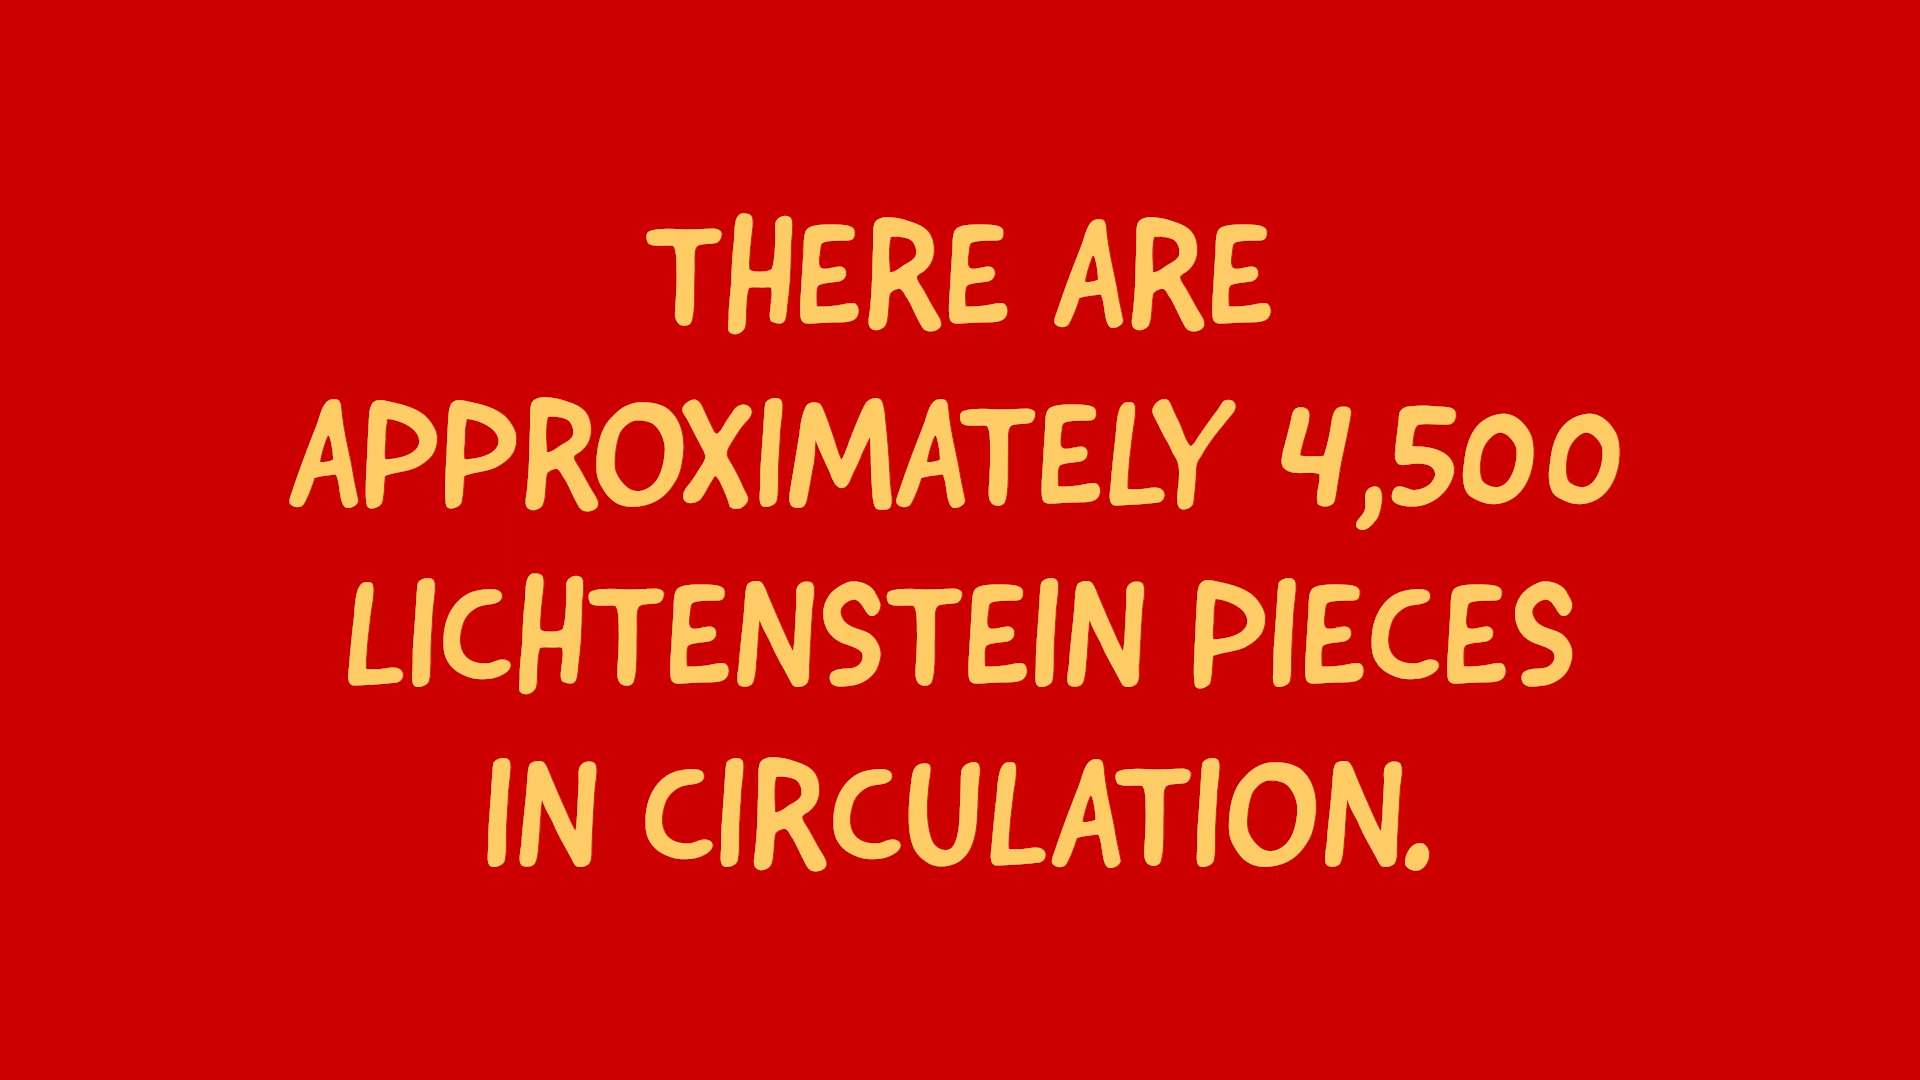 THERE ARE
APPROXIMATELY 4,500
LICHTENSTEIN PIECES
IN CIRCULATION.